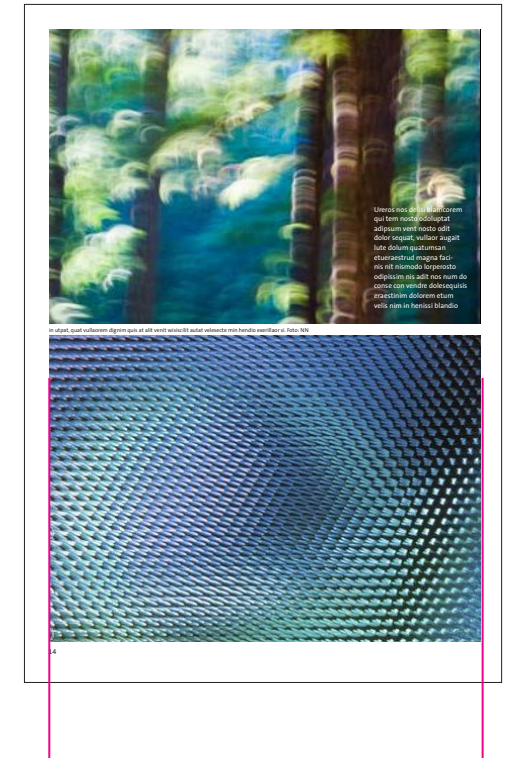 Ureros nos delisi blamcorem
qui tem nosto odoluptat
adipsum vent nosto odit
dolor sequat, vullaor augait
lute dolum quatumsan
etueraestrud magna faci-
nis nit nismodo lorperosto
odipissim nis adit nos num do
conse con vendre dolesequisis
eraestinim dolorem etum
velis nim in henissi blandio
in utpat, quat vullaorem dignim quis at alit venit wisiscilit autat velesecte min hendio exerillaor si. Foto: NN
14